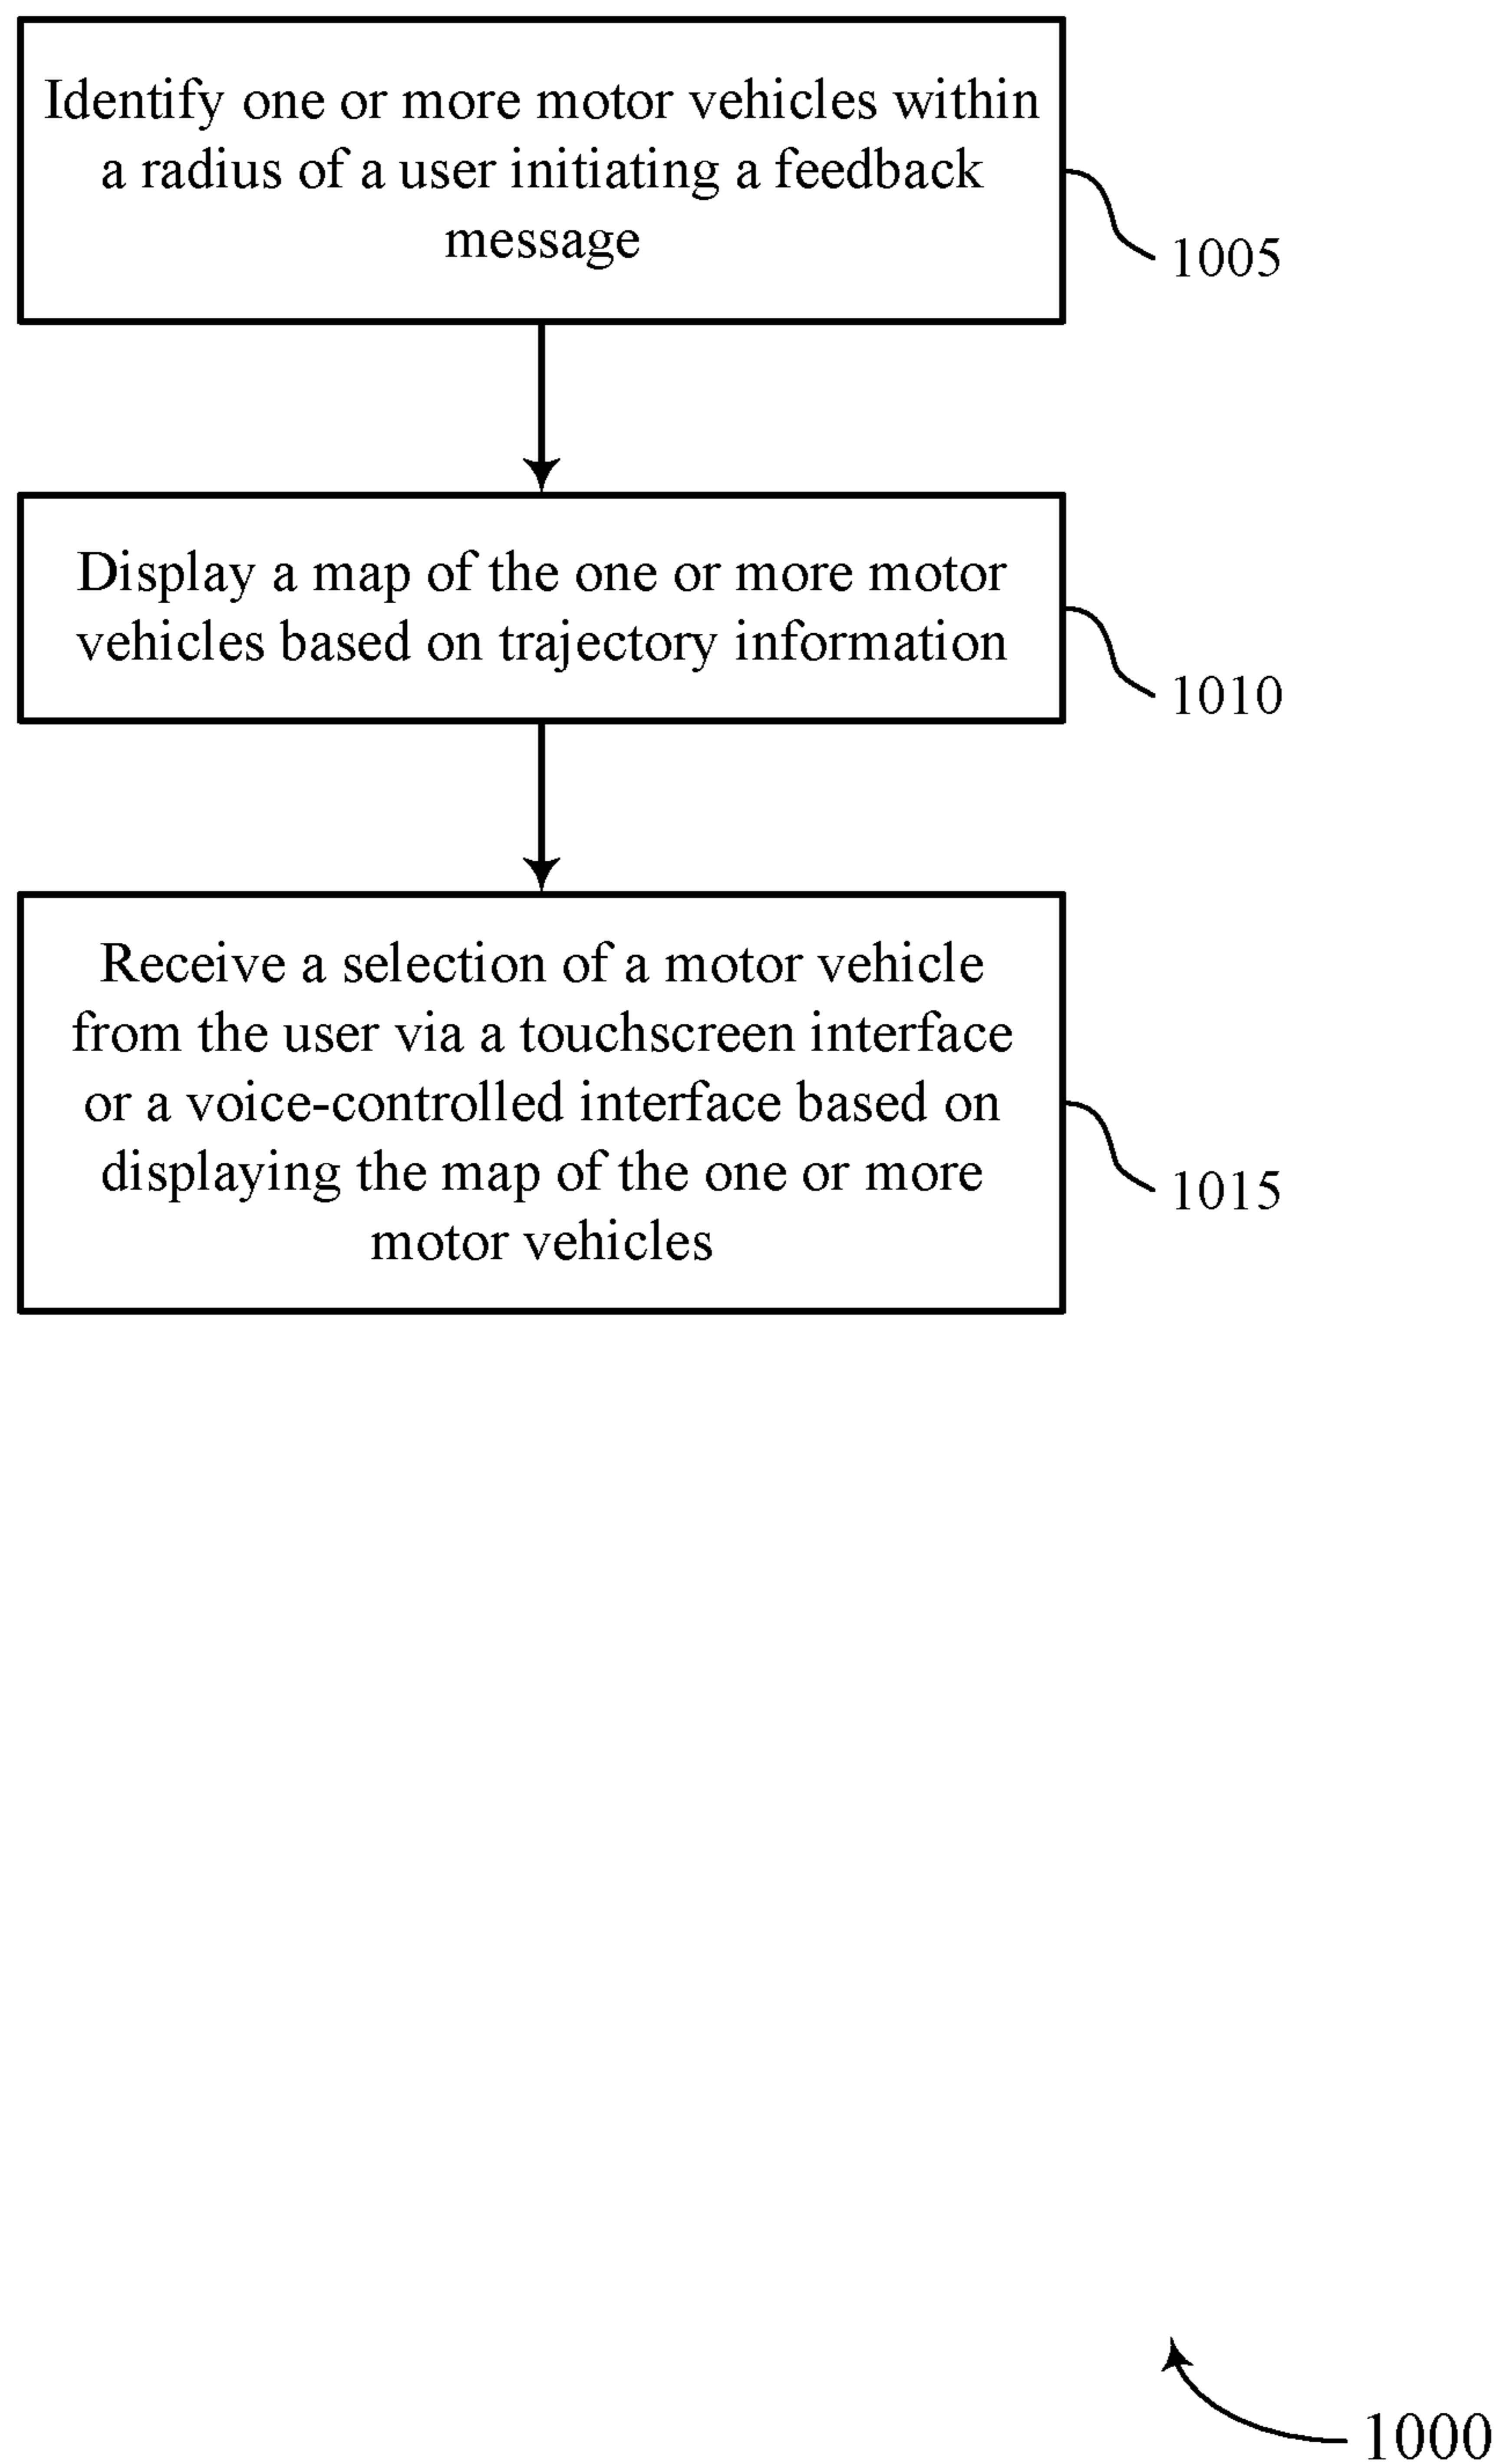 Identify one or more motor vehicles within
a radius of a user initiating a feedback
message
1005
Display a map of the one or more motor
vehicles based on trajectory information
1010
Receive a selection of a motor vehicle
from the user via a touchscreen interface
or a voice-controlled interface based on
displaying the map of the one or more
motor vehicles
1015
1000